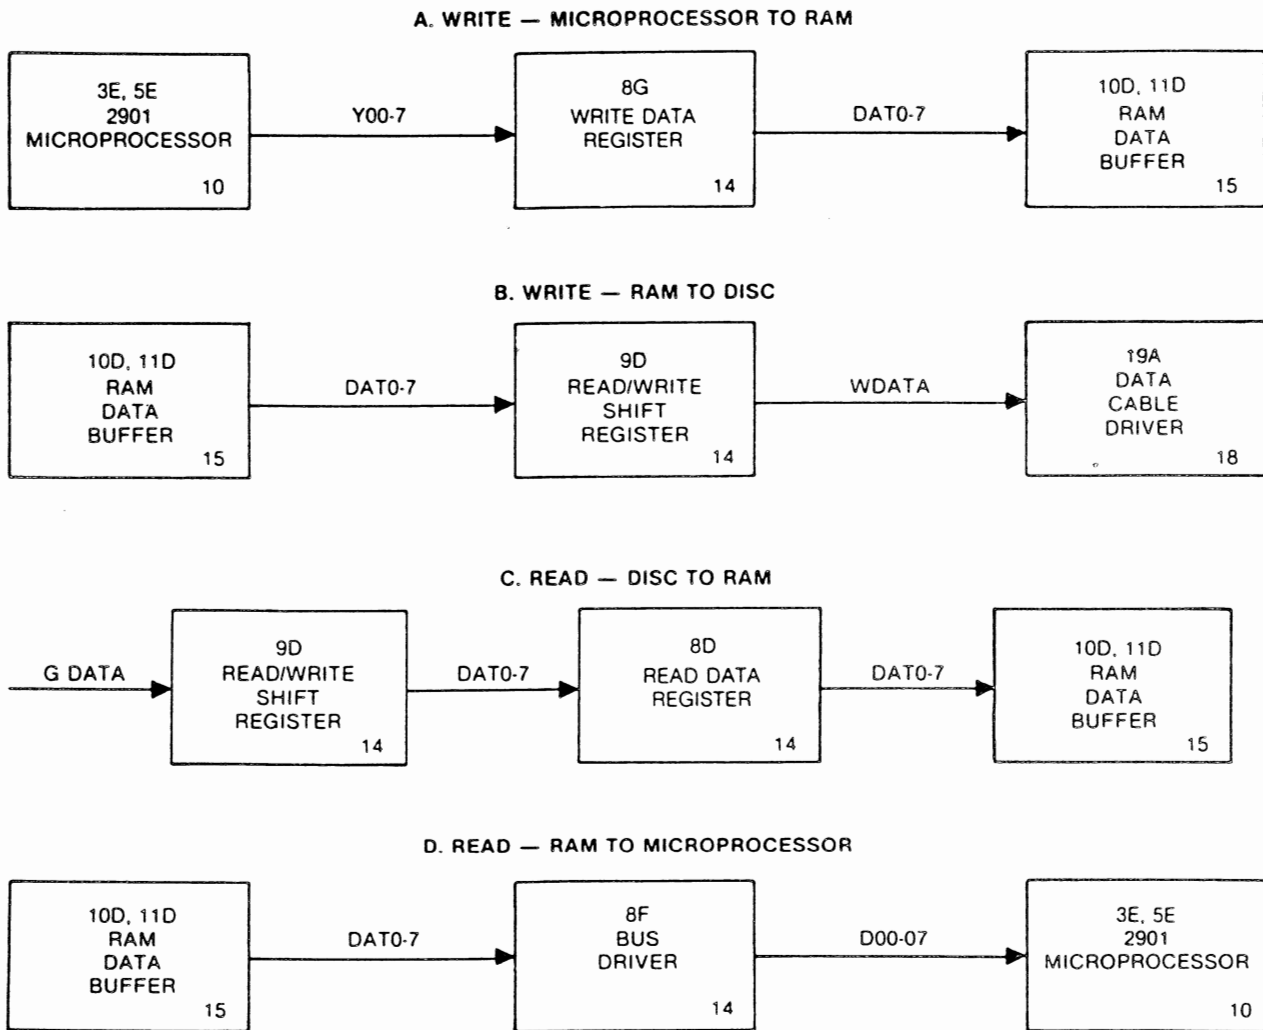 A. WRITE — MICROPROCESSOR TO RAM
3E, 5E
2901
MICROPROCESSOR
10
Y00-7
8G
WRITE DATA
REGISTER
14
DAT0-7
10D, 11D
RAM
DATA
BUFFER
15
B. WRITE — RAM TO DISC
10D, 11D
RAM
DATA
BUFFER
15
DAT0-7
9D
READ/WRITE
SHIFT
REGISTER
14
WDATA
19A
DATA
CABLE
DRIVER
18
C. READ — DISC TO RAM
G DATA
9D
READ/WRITE
SHIFT
REGISTER
14
DAT0-7
8D
READ DATA
REGISTER
14
DAT0-7
10D, 11D
RAM
DATA
BUFFER
15
D. READ — RAM TO MICROPROCESSOR
10D, 11D
RAM
DATA
BUFFER
15
DAT0-7
8F
BUS
DRIVER
14
D00-07
3E, 5E
2901
MICROPROCESSOR
10